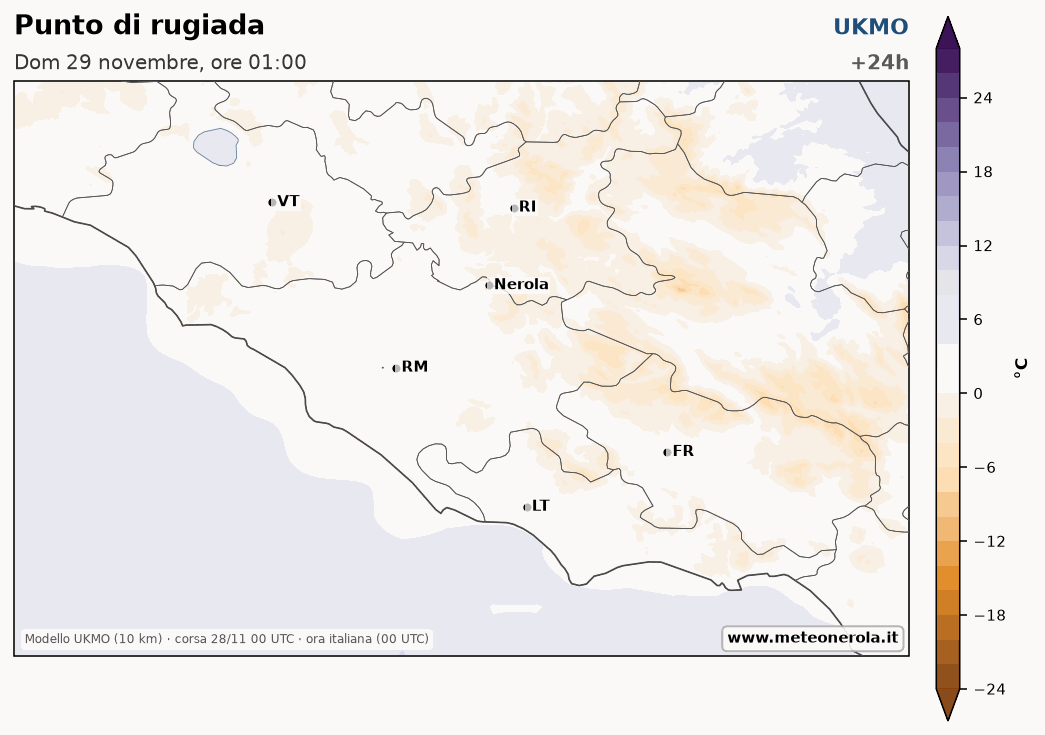 Punto di rugiada
UKMO
Dom 29 novembre, ore 01:00
+24h
VT
RI
Nerola
RM
FR
LT
Modello UKMO (10 km) · corsa 28/11 00 UTC · ora italiana (00 UTC)
www.meteonerola.it
24
18
12
6
0
−6
−12
−18
−24
°C